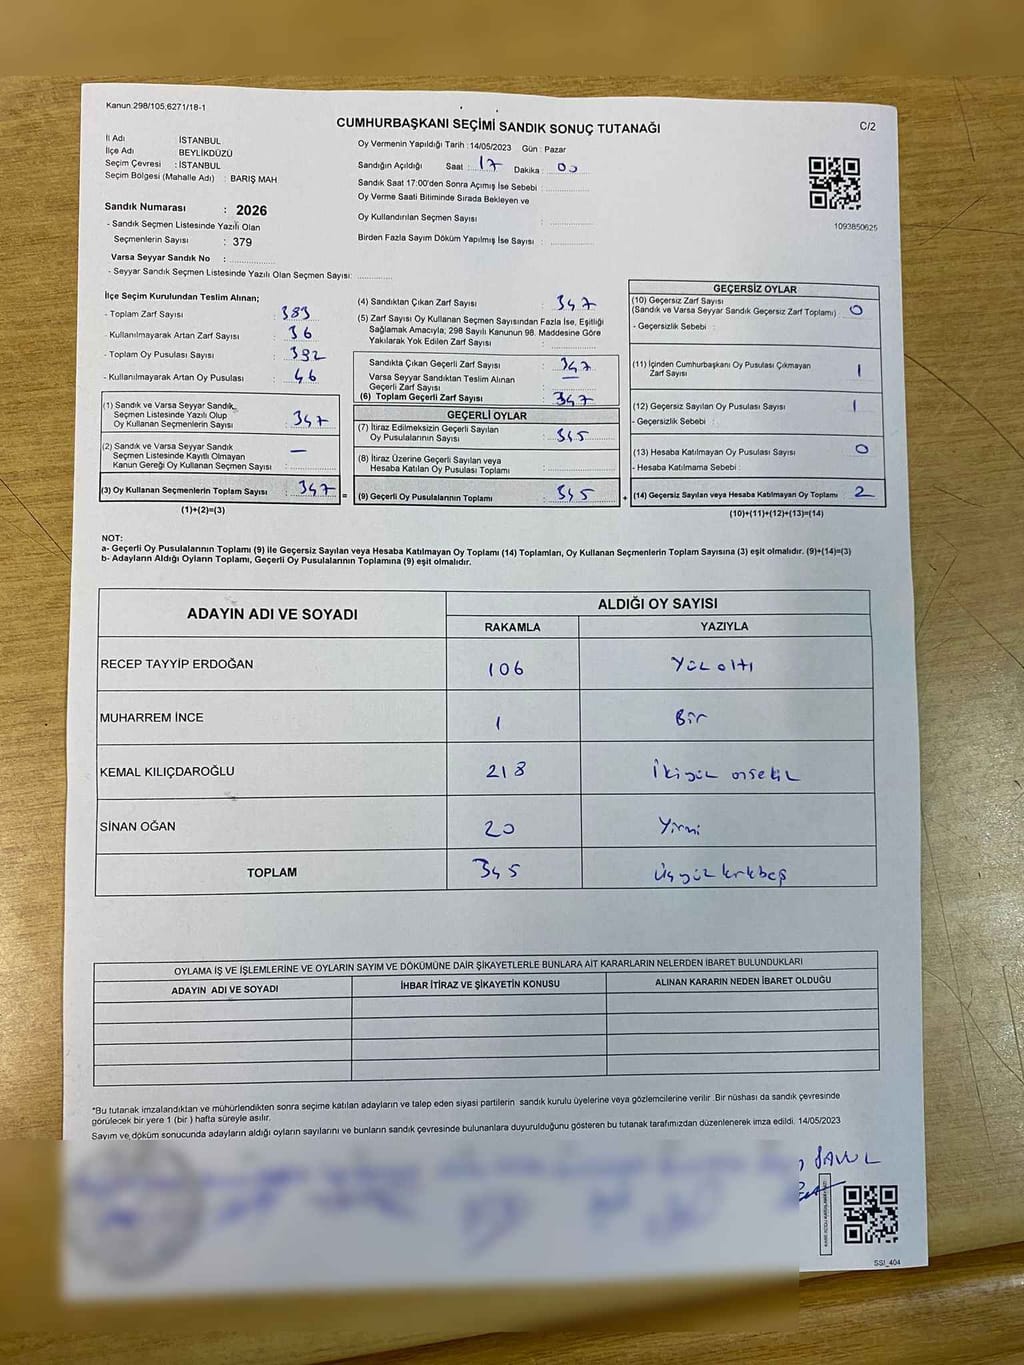 Kanun.298/105,6271/18-1
CUMHURBAŞKANI SEÇİMİ SANDIK SONUÇ TUTANAĞI
C/2
İl Adı : İSTANBUL
İlçe Adı : BEYLİKDÜZÜ
Seçim Çevresi : İSTANBUL
Seçim Bölgesi (Mahalle Adı) : BARIŞ MAH
Sandık Numarası : 2026
- Sandık Seçmen Listesinde Yazılı Olan
Seçmenlerin Sayısı : 379
Varsa Seyyar Sandık No :
- Seyyar Sandık Seçmen Listesinde Yazılı Olan Seçmen Sayısı:
Oy Vermenin Yapıldığı Tarih :14/05/2023 Gün : Pazar
Sandığın Açıldığı Saat : 17 Dakika : 00
Sandık Saat 17:00'den Sonra Açımış İse Sebebi :
Oy Verme Saati Bitiminde Sırada Bekleyen ve
Oy Kullandırılan Seçmen Sayısı :
Birden Fazla Sayım Döküm Yapılmış İse Sayısı :
1093850625
İlçe Seçim Kurulundan Teslim Alınan;
- Toplam Zarf Sayısı : 383
- Kullanılmayarak Artan Zarf Sayısı : 36
- Toplam Oy Pusulası Sayısı : 392
- Kullanılmayarak Artan Oy Pusulası : 46
(1) Sandık ve Varsa Seyyar Sandık
Seçmen Listesinde Yazılı Olup
Oy Kullanan Seçmenlerin Sayısı : 347
(2) Sandık ve Varsa Seyyar Sandık
Seçmen Listesinde Kayıtlı Olmayan
Kanun Gereği Oy Kullanan Seçmen Sayısı : —
(3) Oy Kullanan Seçmenlerin Toplam Sayısı : 347 =
(1)+(2)=(3)
(4) Sandıktan Çıkan Zarf Sayısı : 347
(5) Zarf Sayısı Oy Kullanan Seçmen Sayısından Fazla İse, Eşitliği
Sağlamak Amacıyla; 298 Sayılı Kanunun 98. Maddesine Göre
Yakılarak Yok Edilen Zarf Sayısı :
Sandıkta Çıkan Geçerli Zarf Sayısı : 347
Varsa Seyyar Sandıktan Teslim Alınan
Geçerli Zarf Sayısı : —
(6) Toplam Geçerli Zarf Sayısı : 347
GEÇERLİ OYLAR
(7) İtiraz Edilmeksizin Geçerli Sayılan
Oy Pusulalarının Sayısı : 345
(8) İtiraz Üzerine Geçerli Sayılan veya
Hesaba Katılan Oy Pusulası Toplamı :
(9) Geçerli Oy Pusulalarının Toplamı : 345 +
GEÇERSİZ OYLAR
(10) Geçersiz Zarf Sayısı
(Sandık ve Varsa Seyyar Sandık Geçersiz Zarf Toplamı) : 0
- Geçersizlik Sebebi :
(11) İçinden Cumhurbaşkanı Oy Pusulası Çıkmayan
Zarf Sayısı : 1
(12) Geçersiz Sayılan Oy Pusulası Sayısı : 1
- Geçersizlik Sebebi :
(13) Hesaba Katılmayan Oy Pusulası Sayısı : 0
- Hesaba Katılmama Sebebi :
(14) Geçersiz Sayılan veya Hesaba Katılmayan Oy Toplamı : 2
(10)+(11)+(12)+(13)=(14)
NOT:
a- Geçerli Oy Pusulalarının Toplamı (9) ile Geçersiz Sayılan veya Hesaba Katılmayan Oy Toplamı (14) Toplamları, Oy Kullanan Seçmenlerin Toplam Sayısına (3) eşit olmalıdır. (9)+(14)=(3)
b- Adayların Aldığı Oyların Toplamı, Geçerli Oy Pusulalarının Toplamına (9) eşit olmalıdır.
ADAYIN ADI VE SOYADI
ALDIĞI OY SAYISI
RAKAMLA YAZIYLA
RECEP TAYYİP ERDOĞAN 106 Yüz altı
MUHARREM İNCE 1 Bir
KEMAL KILIÇDAROĞLU 218 İkiyüz onsekiz
SİNAN OĞAN 20 Yirmi
TOPLAM 345 Üçyüz kırkbeş
OYLAMA İŞ VE İŞLEMLERİNE VE OYLARIN SAYIM VE DÖKÜMÜNE DAİR ŞİKAYETLERLE BUNLARA AİT KARARLARIN NELERDEN İBARET BULUNDUKLARI
ADAYIN ADI VE SOYADI İHBAR İTİRAZ VE ŞİKAYETİN KONUSU ALINAN KARARIN NEDEN İBARET OLDUĞU
*Bu tutanak imzalandıktan ve mühürlendikten sonra seçime katılan adayların ve talep eden siyasi partilerin sandık kurulu üyelerine veya gözlemcilerine verilir .Bir nüshası da sandık çevresinde
görülecek bir yere 1 (bir ) hafta süreyle asılır.
Sayım ve döküm sonucunda adayların aldığı oyların sayılarını ve bunların sandık çevresinde bulunanlara duyurulduğunu gösteren bu tutanak tarafımızdan düzenlenerek imza edildi. 14/05/2023
SSI_404